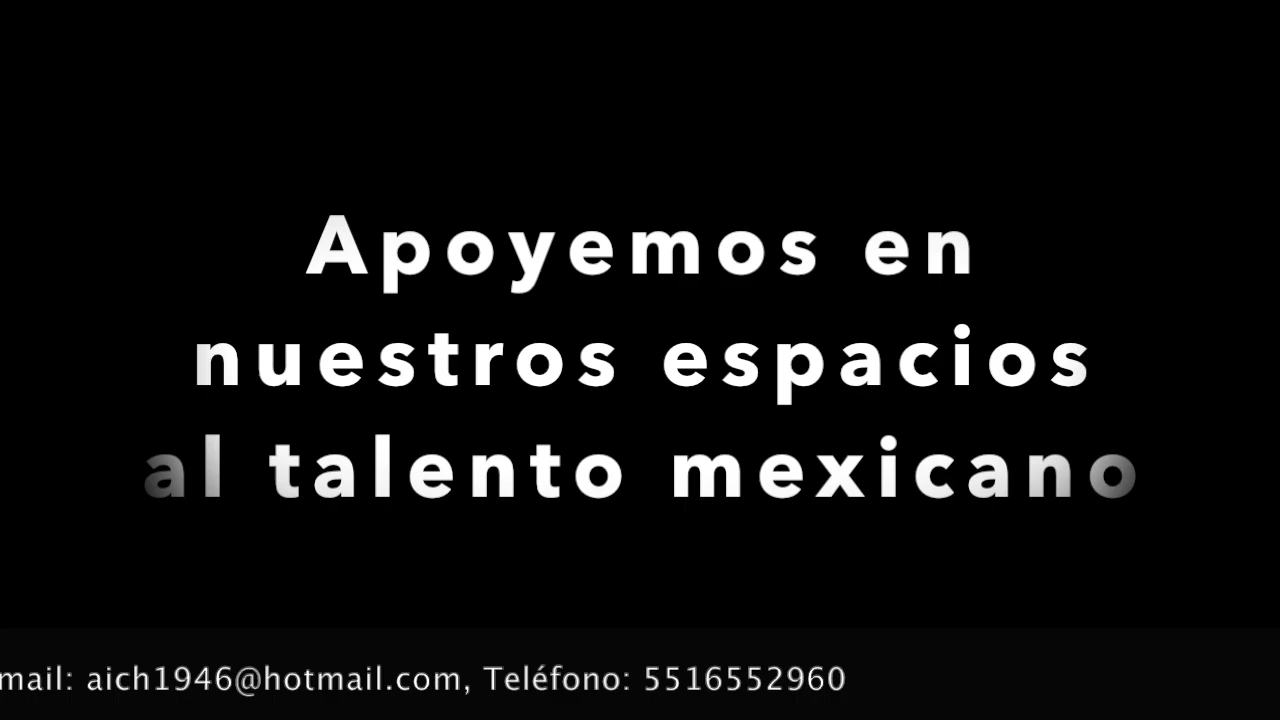 Apoyemos en
nuestros espacios
al talento mexicano
mail: aich1946@hotmail.com, Teléfono: 5516552960